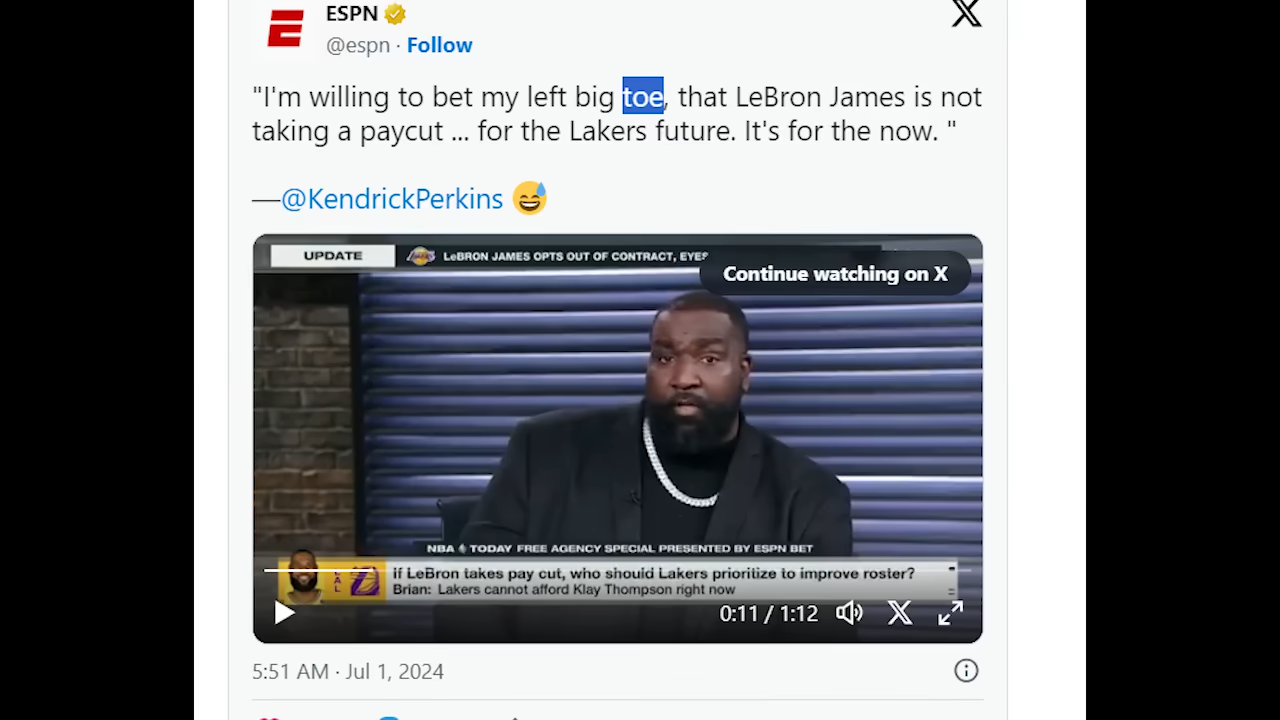 ESPN
@espn · Follow
"I'm willing to bet my left big toe, that LeBron James is not
taking a paycut ... for the Lakers future. It's for the now. "
—@KendrickPerkins 😅
UPDATE
LeBRON JAMES OPTS OUT OF CONTRACT, EYES
Continue watching on X
NBA TODAY FREE AGENCY SPECIAL PRESENTED BY ESPN BET
LAL
If LeBron takes pay cut, who should Lakers prioritize to improve roster?
Brian: Lakers cannot afford Klay Thompson right now
0:11 / 1:12
5:51 AM · Jul 1, 2024